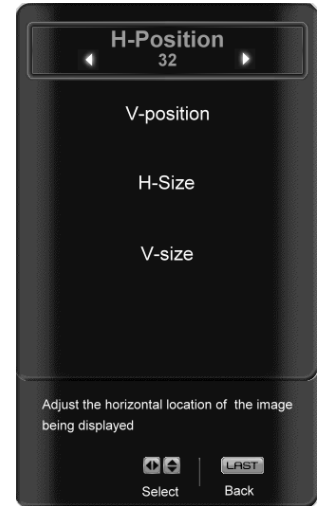 H-Position
32
V-position
H-Size
V-size
Adjust the horizontal location of the image
being displayed
LAST
Select Back